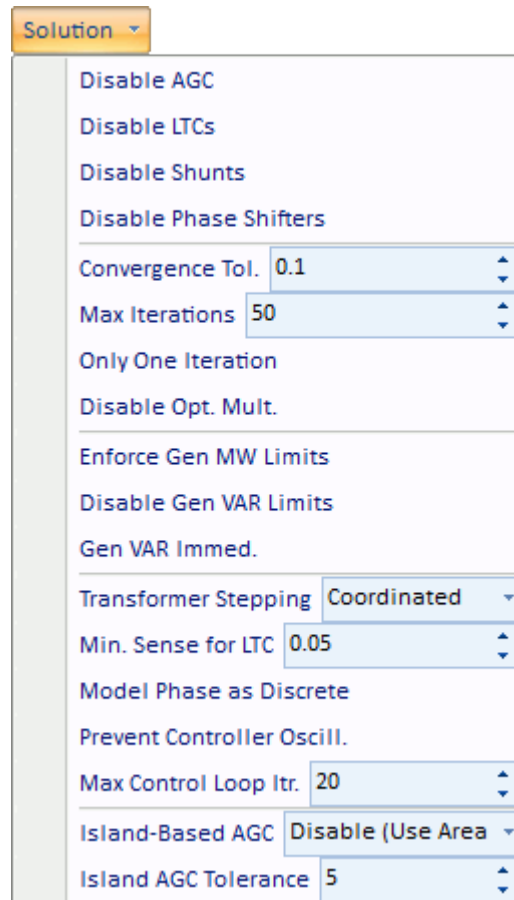 Solution
Disable AGC
Disable LTCs
Disable Shunts
Disable Phase Shifters
Convergence Tol. 0.1
Max Iterations 50
Only One Iteration
Disable Opt. Mult.
Enforce Gen MW Limits
Disable Gen VAR Limits
Gen VAR Immed.
Transformer Stepping Coordinated
Min. Sense for LTC 0.05
Model Phase as Discrete
Prevent Controller Oscill.
Max Control Loop Itr. 20
Island-Based AGC Disable (Use Area
Island AGC Tolerance 5